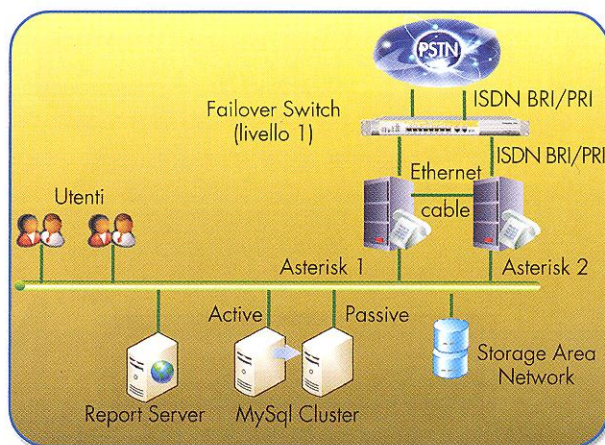 PSTN
ISDN BRI/PRI
Failover Switch
(livello 1)
ISDN BRI/PRI
Ethernet
cable
Utenti
Asterisk 1
Asterisk 2
Active
Passive
Report Server
MySql Cluster
Storage Area
Network